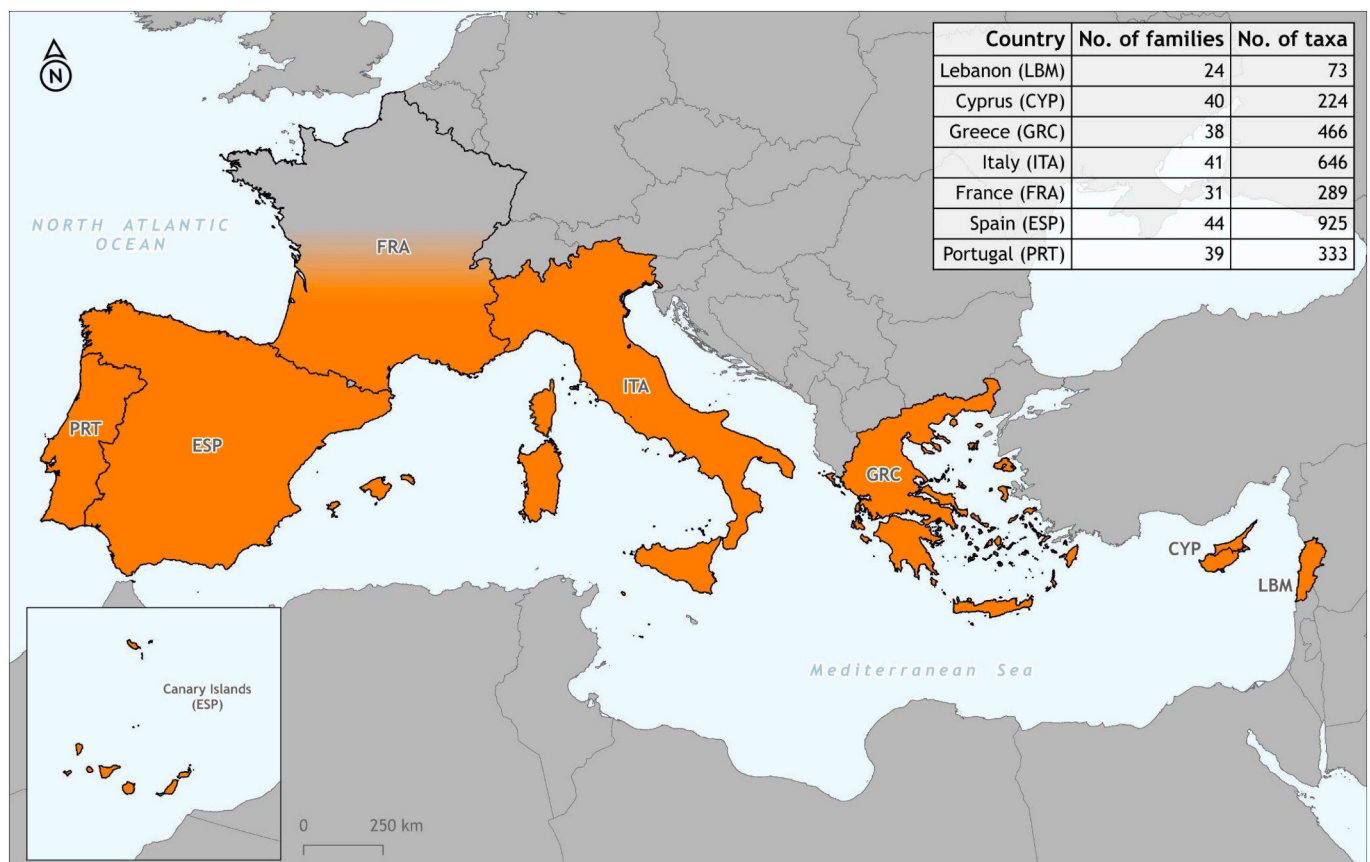 N
Country No. of families No. of taxa
Lebanon (LBM) 24 73
Cyprus (CYP) 40 224
Greece (GRC) 38 466
Italy (ITA) 41 646
France (FRA) 31 289
Spain (ESP) 44 925
Portugal (PRT) 39 333
NORTH ATLANTIC
OCEAN
FRA
ITA
PRT
ESP
GRC
CYP
LBM
Mediterranean Sea
Canary Islands
(ESP)
0 250 km